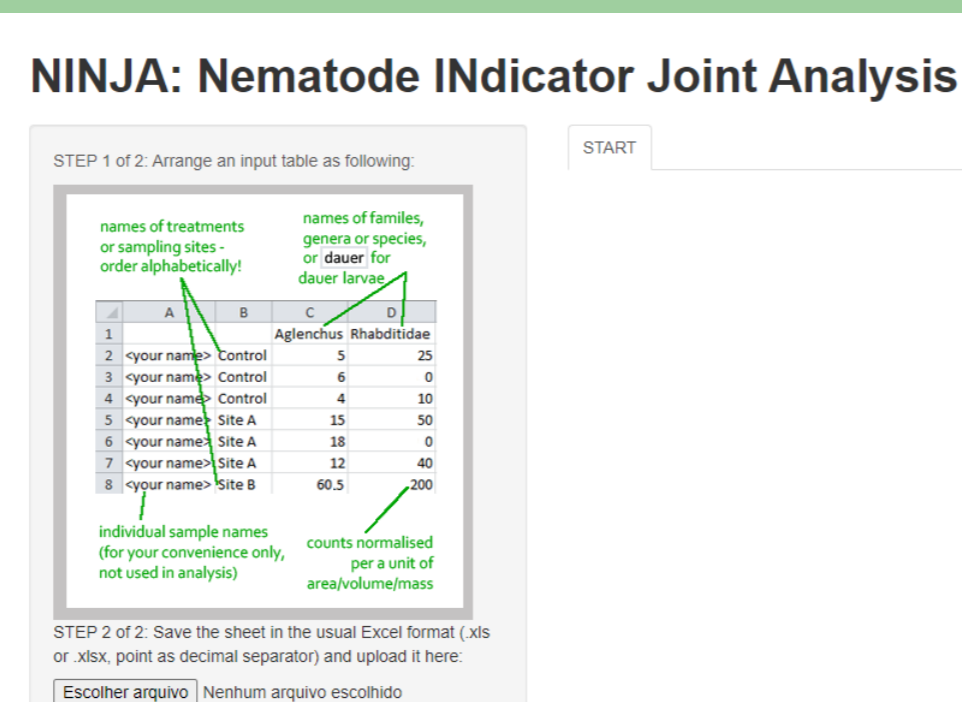 NINJA: Nematode INdicator Joint Analysis
STEP 1 of 2: Arrange an input table as following:
START
names of treatments
or sampling sites -
order alphabetically!
names of familes,
genera or species,
or dauer for
dauer larvae
A B C D
1 Aglenchus Rhabditidae
2 <your name> Control 5 25
3 <your name> Control 6 0
4 <your name> Control 4 10
5 <your name> Site A 15 50
6 <your name> Site A 18 0
7 <your name> Site A 12 40
8 <your name> Site B 60.5 200
individual sample names
(for your convenience only,
not used in analysis)
counts normalised
per a unit of
area/volume/mass
STEP 2 of 2: Save the sheet in the usual Excel format (.xls
or .xlsx, point as decimal separator) and upload it here:
Escolher arquivo Nenhum arquivo escolhido